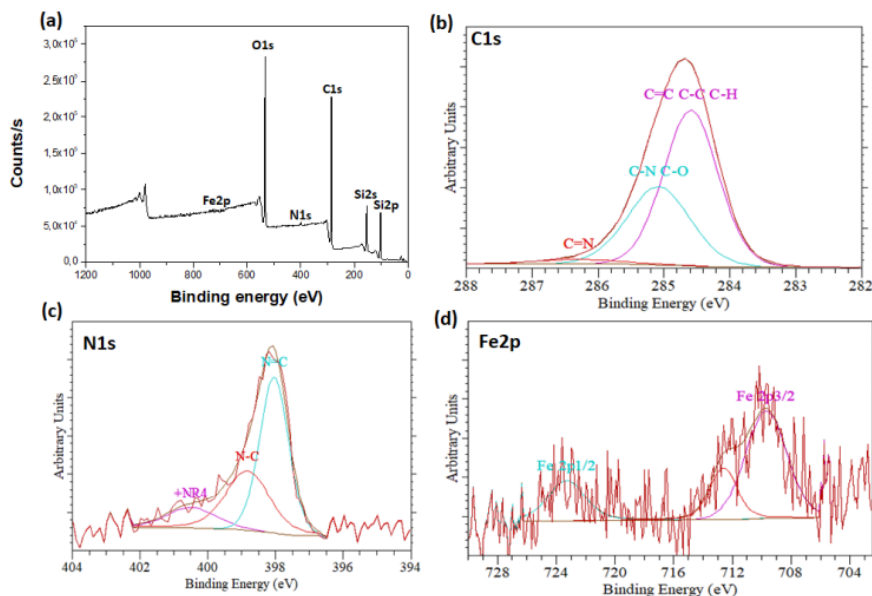 (a)
3,0x10⁵
2,5x10⁵
2,0x10⁵
1,5x10⁵
1,0x10⁵
5,0x10⁴
0,0
Counts/s
O1s
C1s
Fe2p
N1s
Si2s
Si2p
1200 1000 800 600 400 200 0
Binding energy (eV)
(b)
C1s
C=C C-C C-H
C-N C-O
C=N
Arbitrary Units
288 287 286 285 284 283 282
Binding Energy (eV)
(c)
N1s
N=C
N-C
+NR4
Arbitrary Units
404 402 400 398 396 394
Binding Energy (eV)
(d)
Fe2p
Fe 2p3/2
Fe 2p1/2
Arbitrary Units
728 724 720 716 712 708 704
Binding Energy (eV)